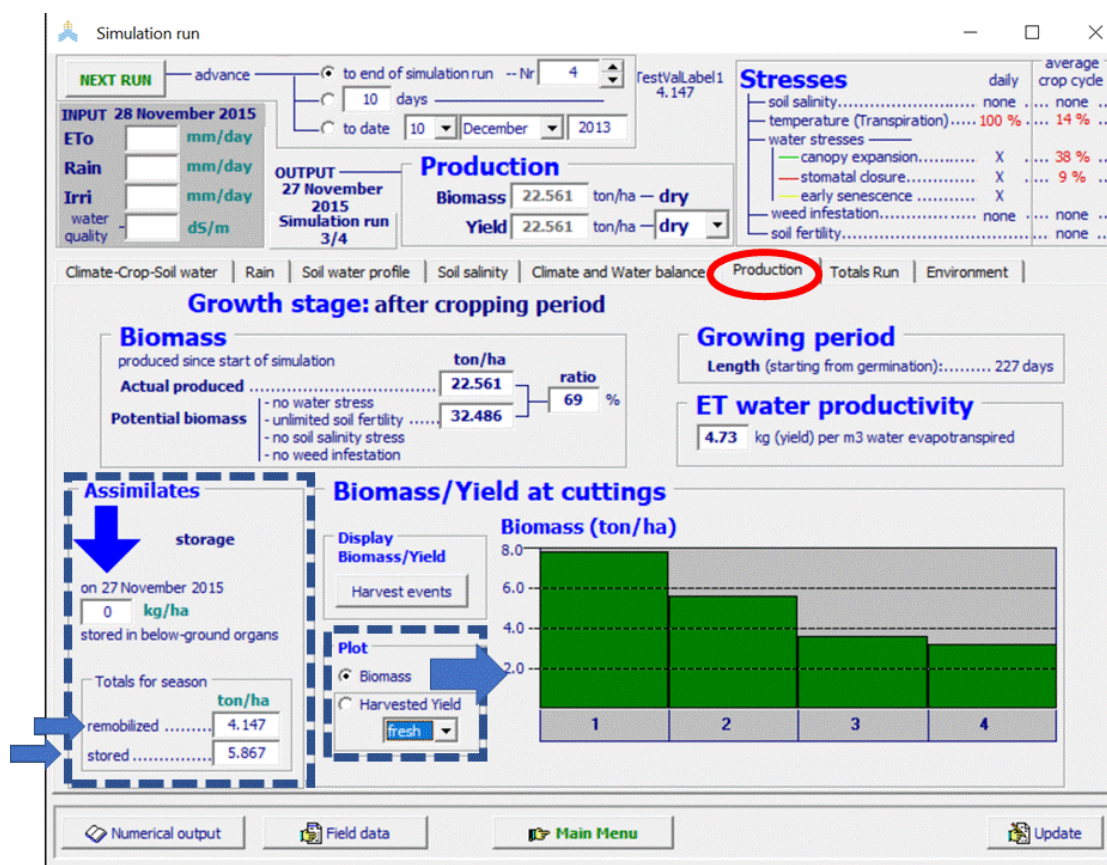 Simulation run
NEXT RUN
advance
to end of simulation run -- Nr 4
10 days
to date 10 December 2013
TestValLabel1
4.147
INPUT 28 November 2015
ETo mm/day
Rain mm/day
Irri mm/day
water quality dS/m
OUTPUT
27 November
2015
Simulation run
3/4
Production
Biomass 22.561 ton/ha — dry
Yield 22.561 ton/ha — dry
Stresses daily average crop cycle
soil salinity.......................... none .... none ..
temperature (Transpiration)..... 100 % .... 14 % ..
water stresses
canopy expansion............ X .... 38 % ..
stomatal closure............. X .... 9 % ..
early senescence ............ X
weed infestation.................. none .... none ..
soil fertility........................................ none ..
Climate-Crop-Soil water | Rain | Soil water profile | Soil salinity | Climate and Water balance | Production | Totals Run | Environment
Growth stage: after cropping period
Biomass
produced since start of simulation ton/ha
Actual produced ................................ 22.561
ratio
69 %
Potential biomass
- no water stress
- unlimited soil fertility ...... 32.486
- no soil salinity stress
- no weed infestation
Growing period
Length (starting from germination):......... 227 days
ET water productivity
4.73 kg (yield) per m3 water evapotranspired
Assimilates
storage
on 27 November 2015
0 kg/ha
stored in below-ground organs
Totals for season
ton/ha
remobilized ......... 4.147
stored ............... 5.867
Biomass/Yield at cuttings
Display
Biomass/Yield
Harvest events
Plot
Biomass
Harvested Yield
fresh
Biomass (ton/ha)
8.0
6.0
4.0
2.0
1 2 3 4
Numerical output
Field data
Main Menu
Update